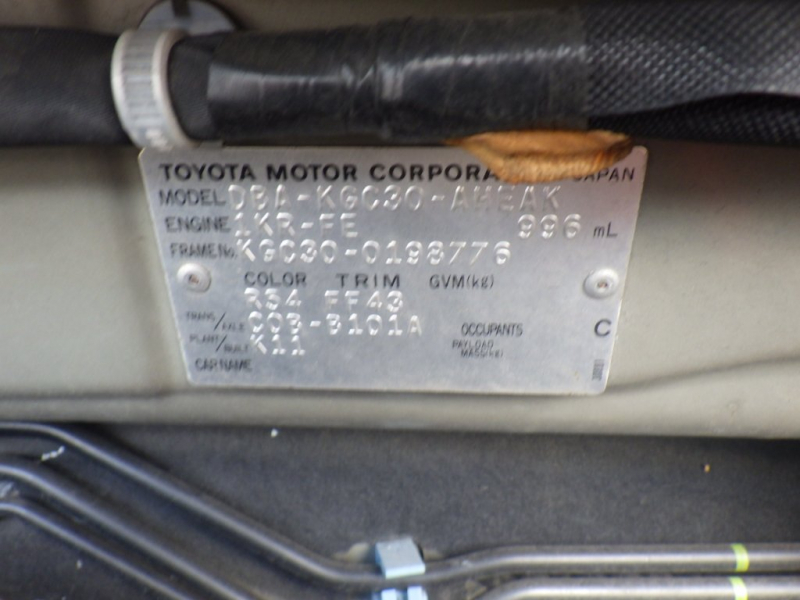 TOYOTA MOTOR CORPORA JAPAN
MODEL DBA-KGC30-AHEAK
ENGINE 1KR-FE 996 mL
FRAME No. KGC30-0198776
COLOR TRIM GVM(kg)
R34 FF43
TRANS/AXLE C0B-B101A OCCUPANTS C
PLANT/BUILT K11 PAYLOAD MASS(kg)
CAR NAME